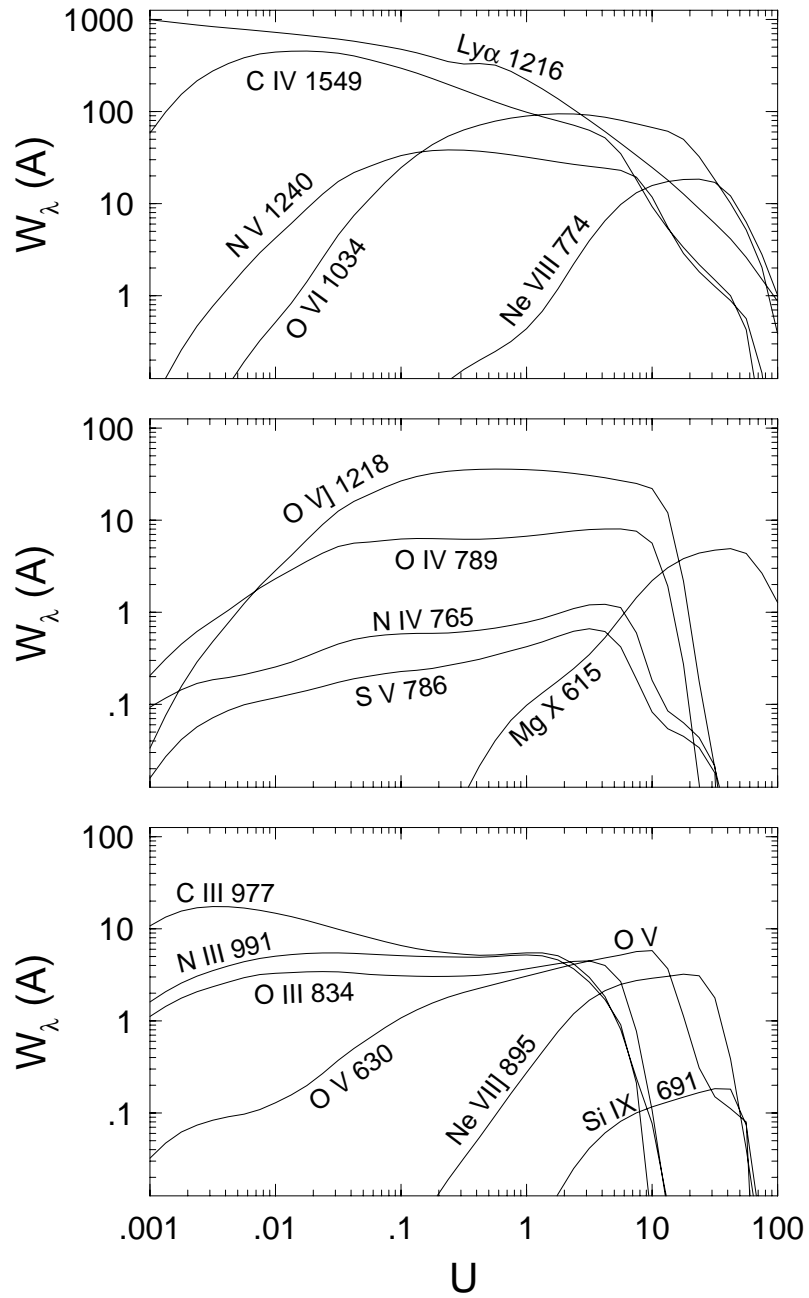 1000
100
10
1
W_λ (A)
Lyα 1216
C IV 1549
N V 1240
O VI 1034
Ne VIII 774
100
10
1
.1
W_λ (A)
O V] 1218
O IV 789
N IV 765
S V 786
Mg X 615
100
10
1
.1
W_λ (A)
C III 977
N III 991
O III 834
O V 630
Ne VII] 895
O V
Si IX 691
.001 .01 .1 1 10 100
U